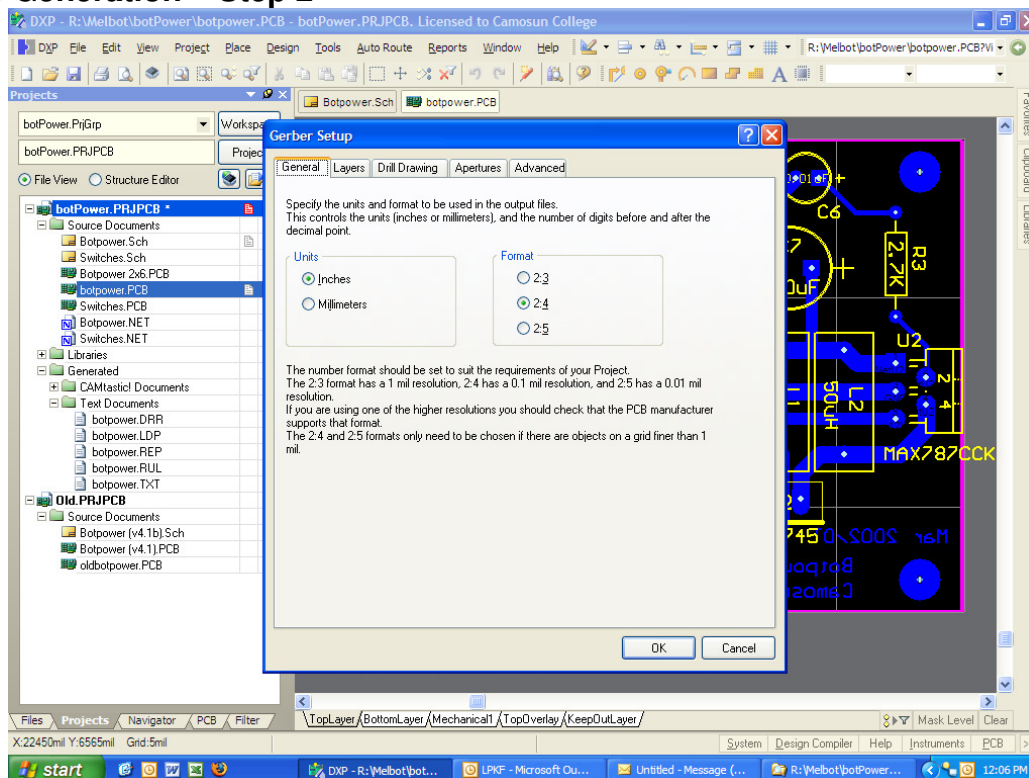 DXP - R:\Melbot\botPower\botpower.PCB - botPower.PRJPCB. Licensed to Camosun College
DXP File Edit View Project Place Design Tools Auto Route Reports Window Help R:\Melbot\botPower\botpower.PCB?Vi
Projects
Botpower.Sch botpower.PCB
botPower.PrjGrp
botPower.PRJPCB
File View Structure Editor
botPower.PRJPCB *
Source Documents
Botpower.Sch
Switches.Sch
Botpower 2x6.PCB
botpower.PCB
Switches.PCB
Botpower.NET
Switches.NET
Libraries
Generated
CAMtastic! Documents
Text Documents
botpower.DRR
botpower.LDP
botpower.REP
botpower.RUL
botpower.TXT
Old.PRJPCB
Source Documents
Botpower (v4.1b).Sch
Botpower (v4.1).PCB
oldbotpower.PCB
Gerber Setup
General Layers Drill Drawing Apertures Advanced
Specify the units and format to be used in the output files.
This controls the units (inches or millimeters), and the number of digits before and after the
decimal point.
Units
Inches
Millimeters
Format
2:3
2:4
2:5
The number format should be set to suit the requirements of your Project.
The 2:3 format has a 1 mil resolution, 2:4 has a 0.1 mil resolution, and 2:5 has a 0.01 mil
resolution.
If you are using one of the higher resolutions you should check that the PCB manufacturer
supports that format.
The 2:4 and 2:5 formats only need to be chosen if there are objects on a grid finer than 1
mil.
OK Cancel
C6
R3
2.7K
U2
L2
50uH
MAX787CCK
Favorites
Clipboard
Libraries
Files Projects Navigator PCB Filter
TopLayer BottomLayer Mechanical1 TopOverlay KeepOutLayer
Mask Level Clear
X:22450mil Y:6565mil Grid:5mil
System Design Compiler Help Instruments PCB
start DXP - R:\Melbot\bot... LPKF - Microsoft Ou... Untitled - Message (... R:\Melbot\botPower... 12:06 PM